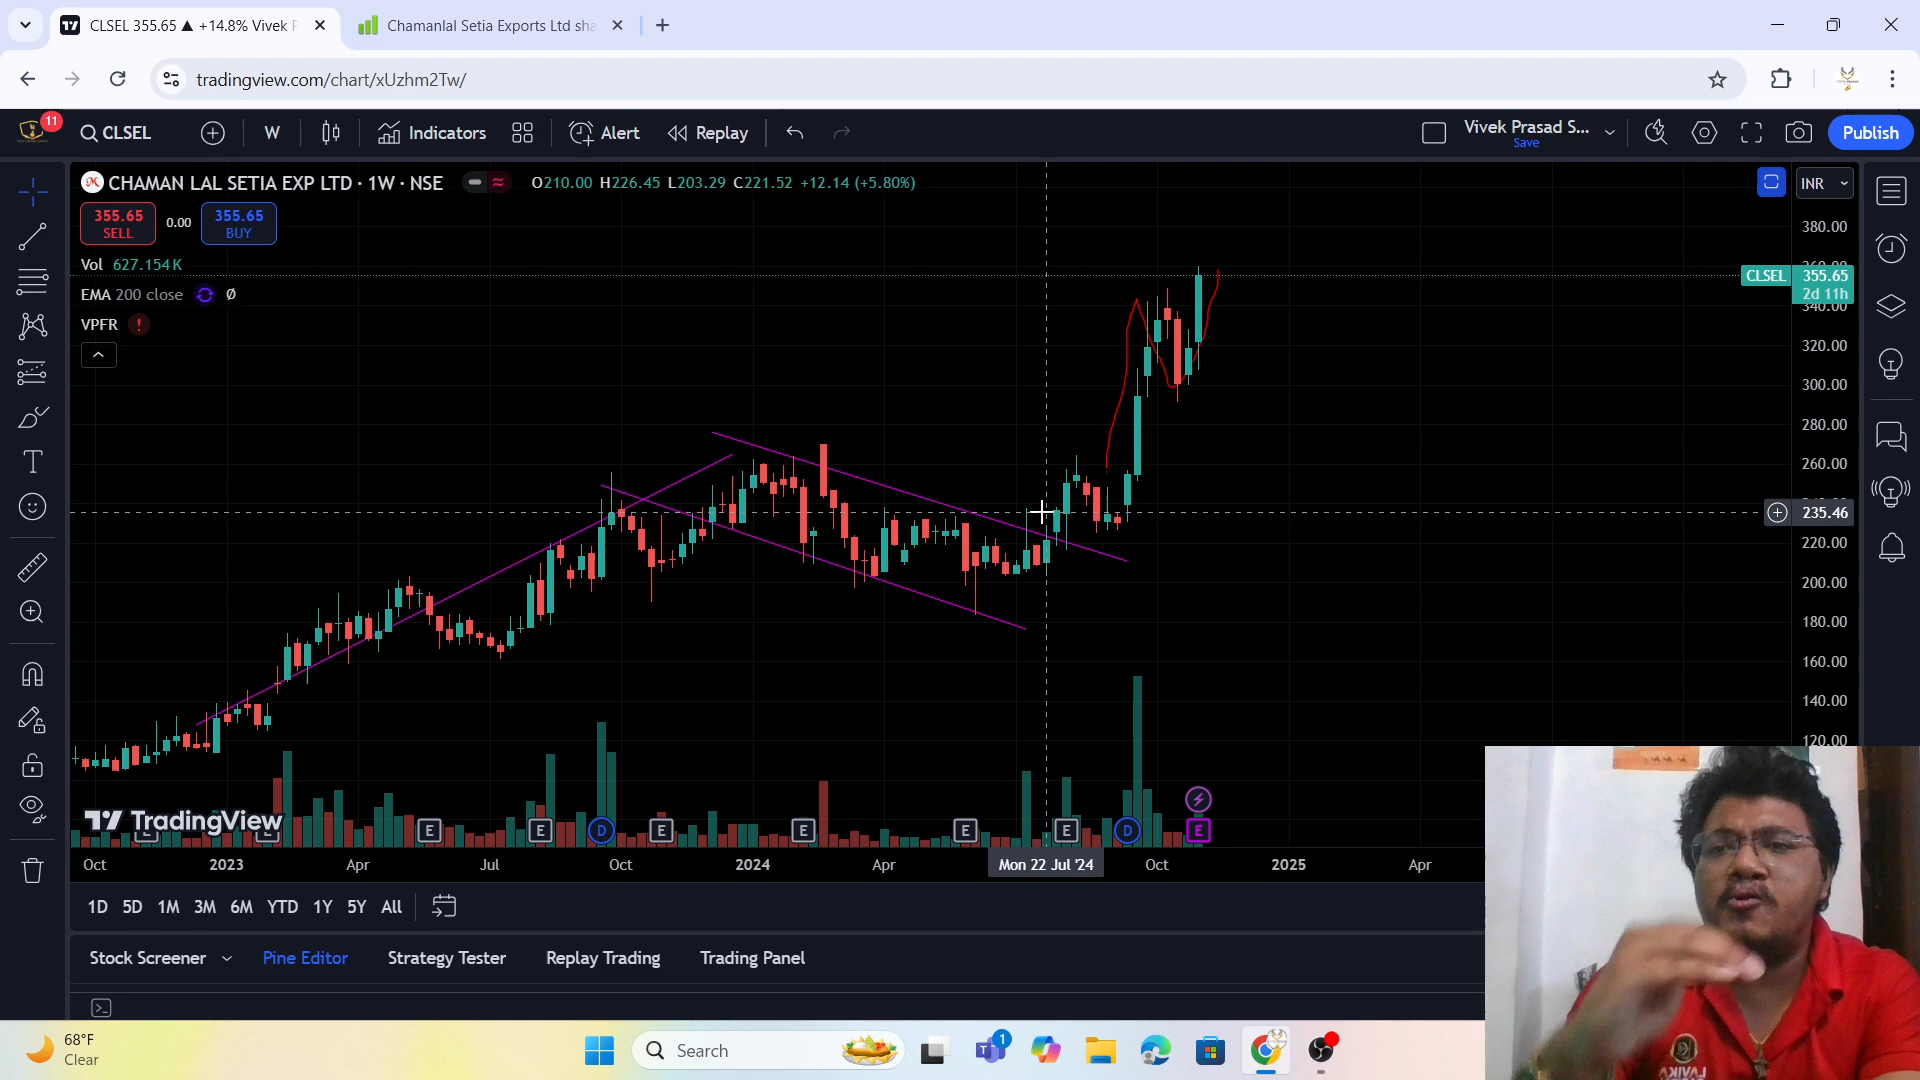 CLSEL 355.65 ▲ +14.8% Vivek P
Chamanlal Setia Exports Ltd sha
tradingview.com/chart/xUzhm2Tw/
11
CLSEL
W
Indicators
Alert
Replay
Vivek Prasad S...
Save
Publish
CHAMAN LAL SETIA EXP LTD · 1W · NSE
O210.00 H226.45 L203.29 C221.52 +12.14 (+5.80%)
INR
355.65
SELL
0.00
355.65
BUY
Vol 627.154K
EMA 200 close Ø
VPFR !
380.00
CLSEL 355.65
2d 11h
340.00
320.00
300.00
280.00
260.00
235.46
220.00
200.00
180.00
160.00
140.00
120.00
TradingView
E E E E D E E E E D E
Oct 2023 Apr Jul Oct 2024 Apr Mon 22 Jul '24 Oct 2025 Apr
1D 5D 1M 3M 6M YTD 1Y 5Y All
Stock Screener Pine Editor Strategy Tester Replay Trading Trading Panel
68°F
Clear
Search
1